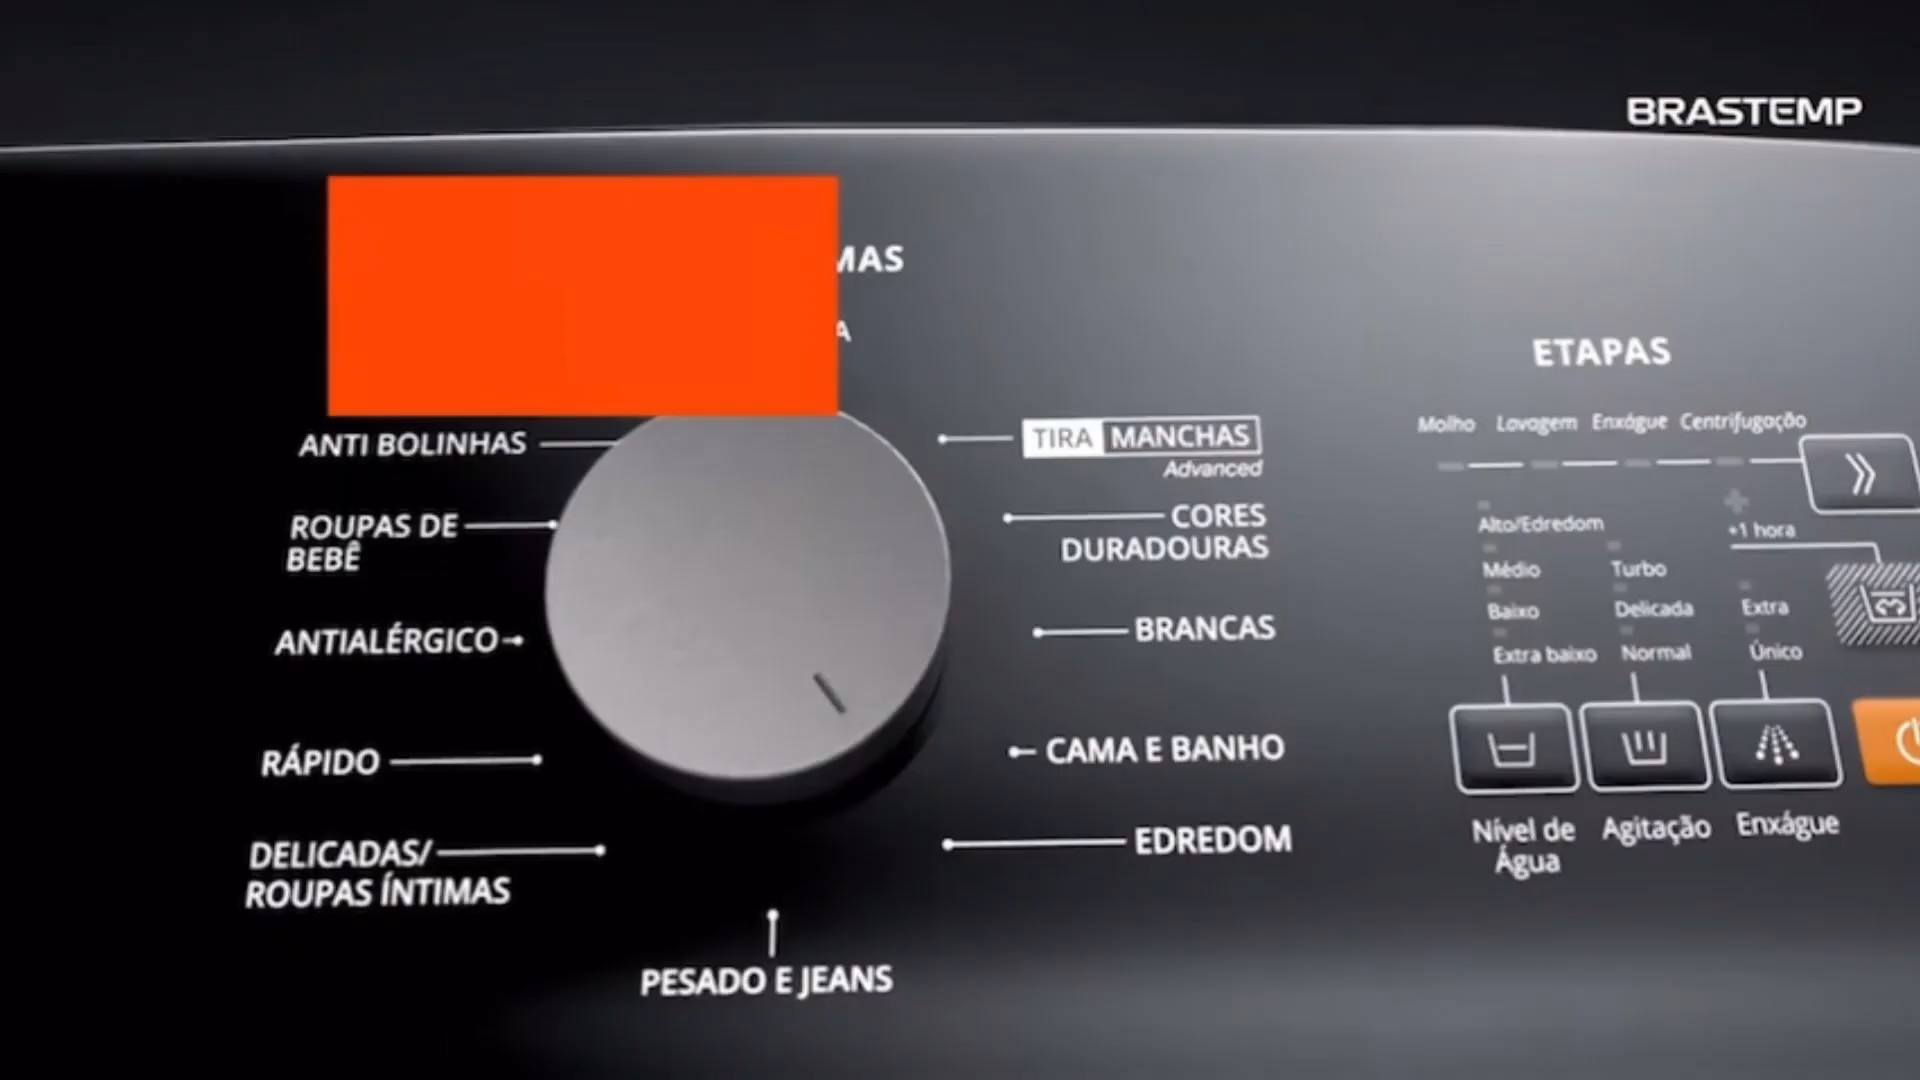 BRASTEMP
MAS
A
ANTI BOLINHAS
ROUPAS DE
BEBÊ
ANTIALÉRGICO
RÁPIDO
DELICADAS/
ROUPAS ÍNTIMAS
PESADO E JEANS
TIRA MANCHAS
Advanced
CORES
DURADOURAS
BRANCAS
CAMA E BANHO
EDREDOM
ETAPAS
Molho Lavagem Enxágue Centrifugação
Alto/Edredom
+1 hora
Médio Turbo
Baixo Delicada Extra
Extra baixo Normal Único
Nível de
Água
Agitação
Enxágue